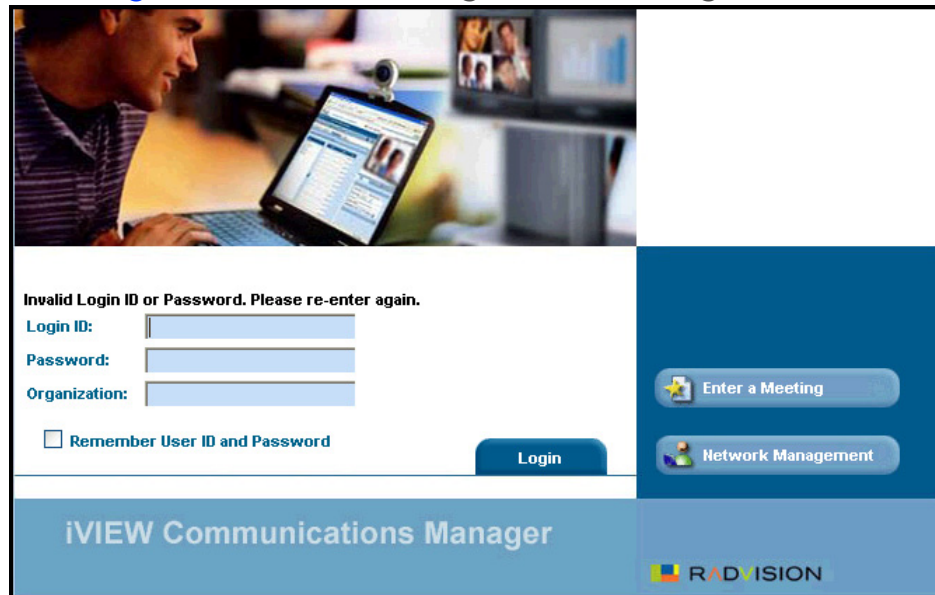 Invalid Login ID or Password. Please re-enter again.
Login ID:
Password:
Organization:
Remember User ID and Password
Login
Enter a Meeting
Network Management
iVIEW Communications Manager
RADVISION